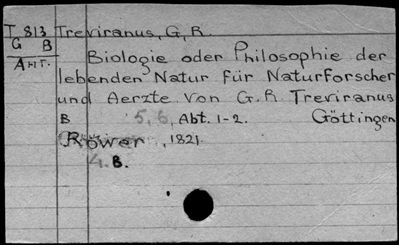 T 813 Treviranus, G. R.
G B
Ант. Biologie oder Philosophie der
lebenden Natur für Naturforscher
und Aerzte von G. R. Treviranus
B 5, 6, Abt. 1-2. Göttingen
Röwer, 1821.
4. B.